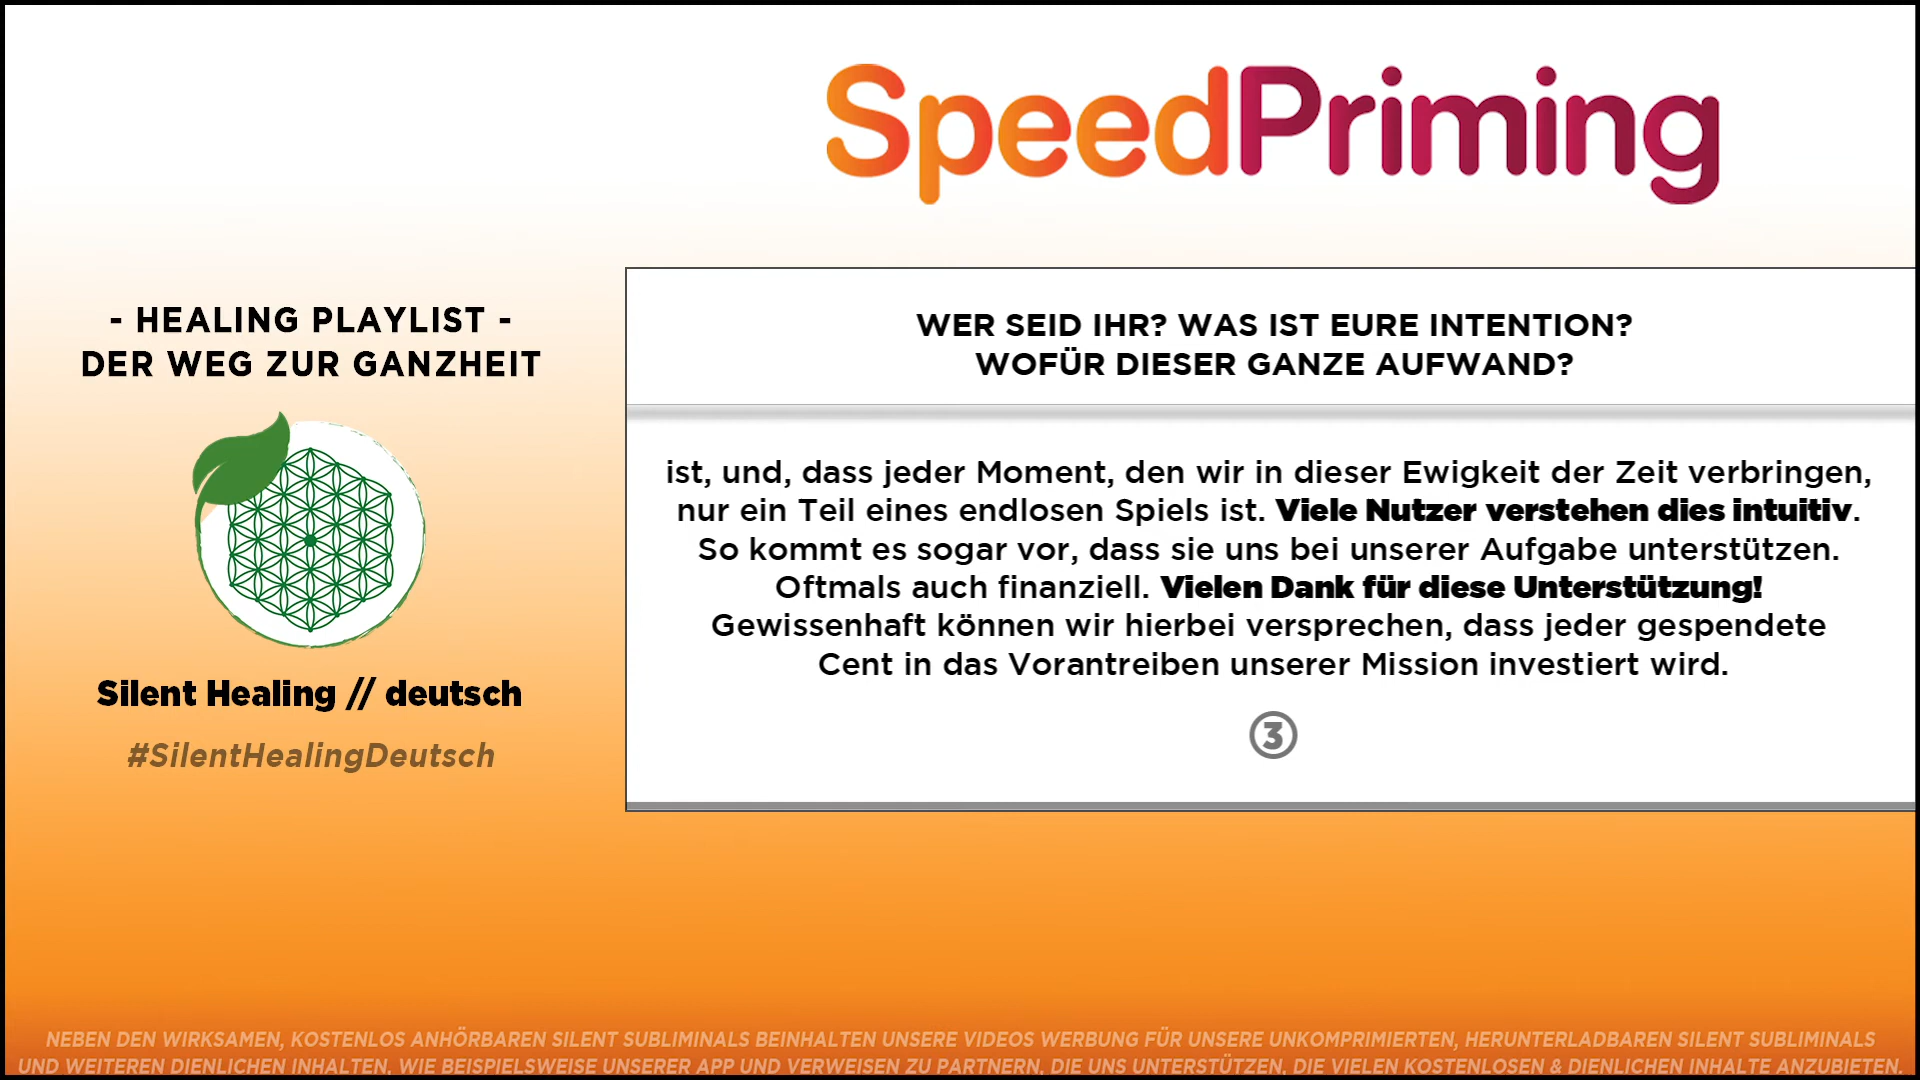 SpeedPriming
- HEALING PLAYLIST -
DER WEG ZUR GANZHEIT
Silent Healing // deutsch
#SilentHealingDeutsch
WER SEID IHR? WAS IST EURE INTENTION?
WOFÜR DIESER GANZE AUFWAND?
ist, und, dass jeder Moment, den wir in dieser Ewigkeit der Zeit verbringen,
nur ein Teil eines endlosen Spiels ist. Viele Nutzer verstehen dies intuitiv.
So kommt es sogar vor, dass sie uns bei unserer Aufgabe unterstützen.
Oftmals auch finanziell. Vielen Dank für diese Unterstützung!
Gewissenhaft können wir hierbei versprechen, dass jeder gespendete
Cent in das Vorantreiben unserer Mission investiert wird.
3
NEBEN DEN WIRKSAMEN, KOSTENLOS ANHÖRBAREN SILENT SUBLIMINALS BEINHALTEN UNSERE VIDEOS WERBUNG FÜR UNSERE UNKOMPRIMIERTEN, HERUNTERLADBAREN SILENT SUBLIMINALS
UND WEITEREN DIENLICHEN INHALTEN, WIE BEISPIELSWEISE UNSERER APP UND VERWEISEN ZU PARTNERN, DIE UNS UNTERSTÜTZEN, DIE VIELEN KOSTENLOSEN & DIENLICHEN INHALTE ANZUBIETEN.